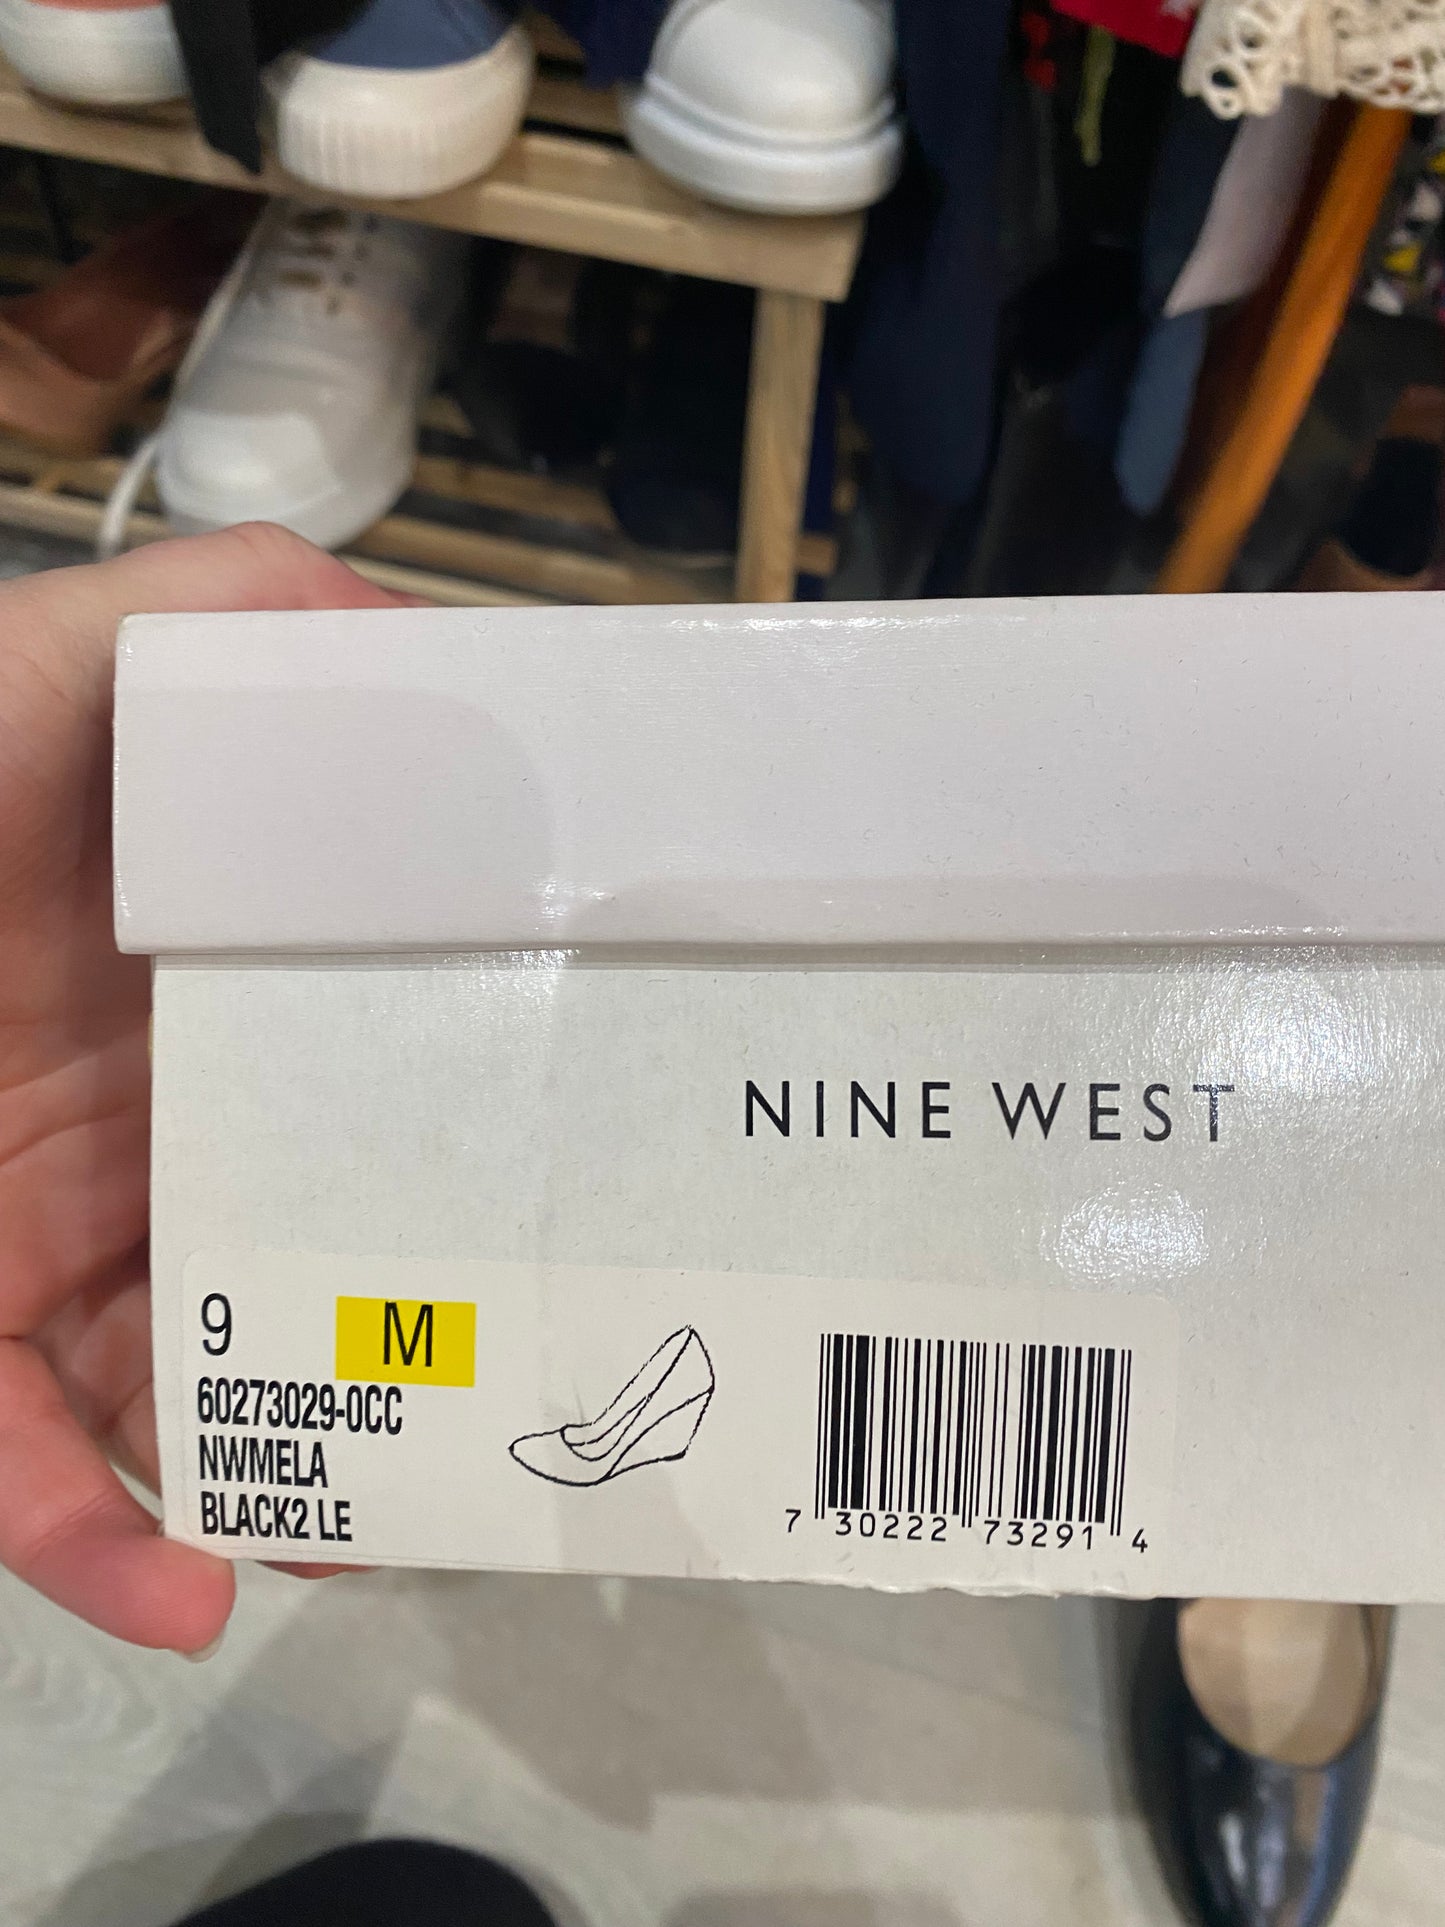 NINE WEST
9 M
60273029-0CC
NWMELA
BLACK2 LE
7 30222 73291 4